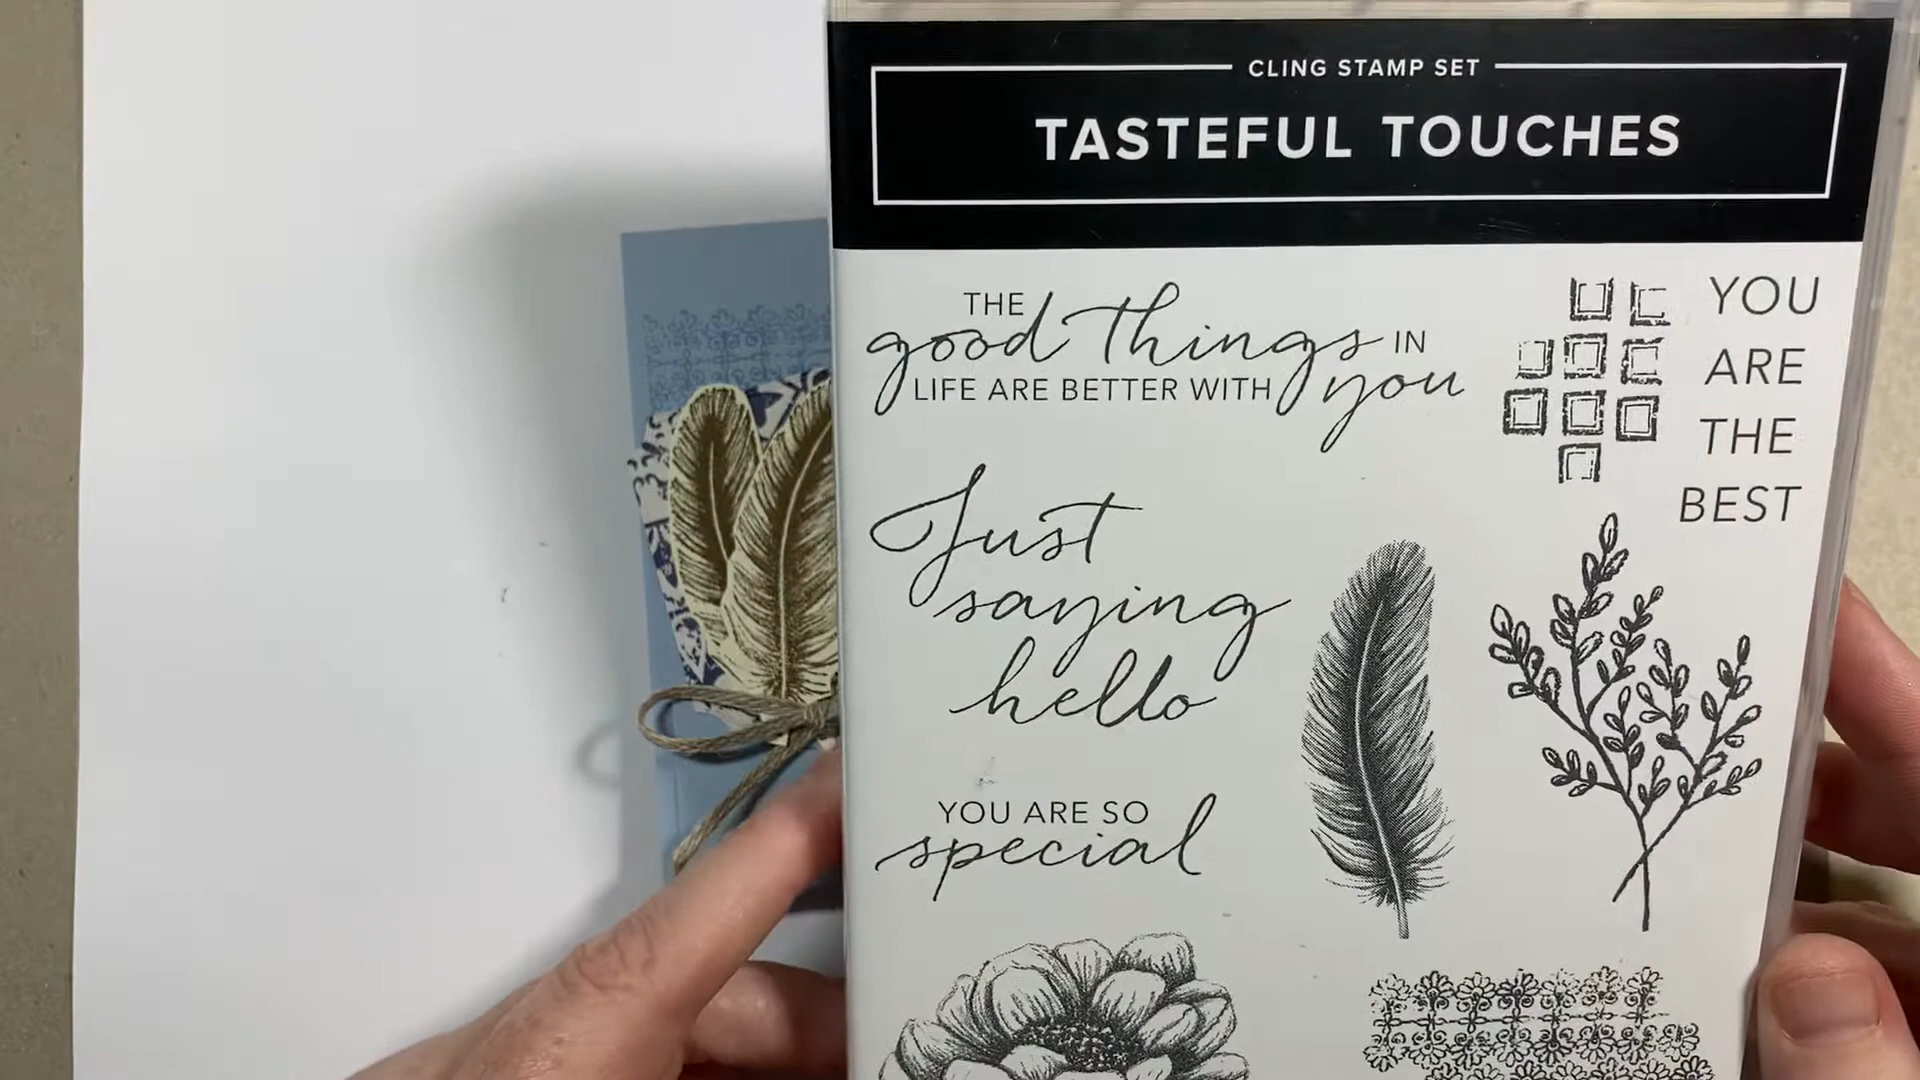 CLING STAMP SET
TASTEFUL TOUCHES
THE
good things IN
LIFE ARE BETTER WITH you
YOU
ARE
THE
BEST
Just
saying
hello
YOU ARE SO
special